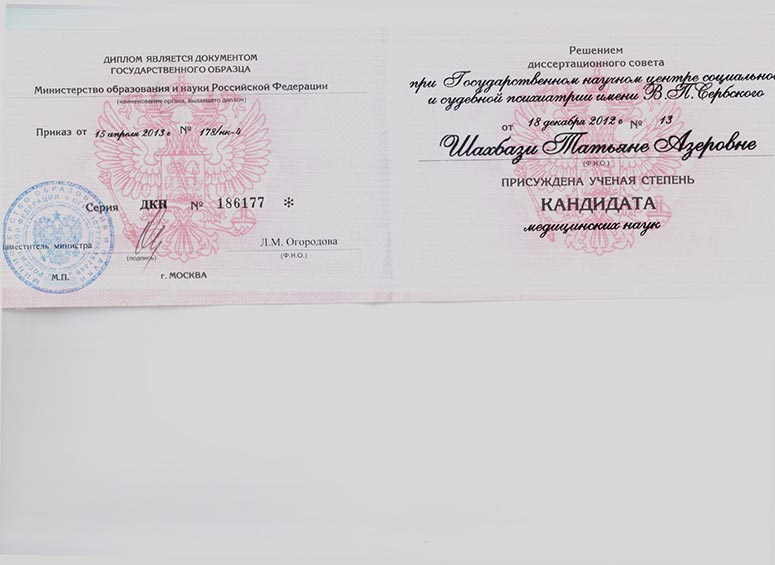 ДИПЛОМ ЯВЛЯЕТСЯ ДОКУМЕНТОМ
ГОСУДАРСТВЕННОГО ОБРАЗЦА
Министерство образования и науки Российской Федерации
(наименование органа, выдавшего диплом)
Приказ от 15 апреля 2013 г № 178/нк-4
Серия ДКН № 186177 *
Заместитель министра
Л.М. Огородова
(подпись)
(Ф.И.О.)
М.П.
г. МОСКВА
Решением
диссертационного совета
при Государственном научном центре социальной
и судебной психиатрии имени В.П.Сербского
от 18 декабря 2012 г № 13
Шахбази Татьяне Азеровне
(Ф.И.О.)
ПРИСУЖДЕНА УЧЕНАЯ СТЕПЕНЬ
КАНДИДАТА
медицинских наук